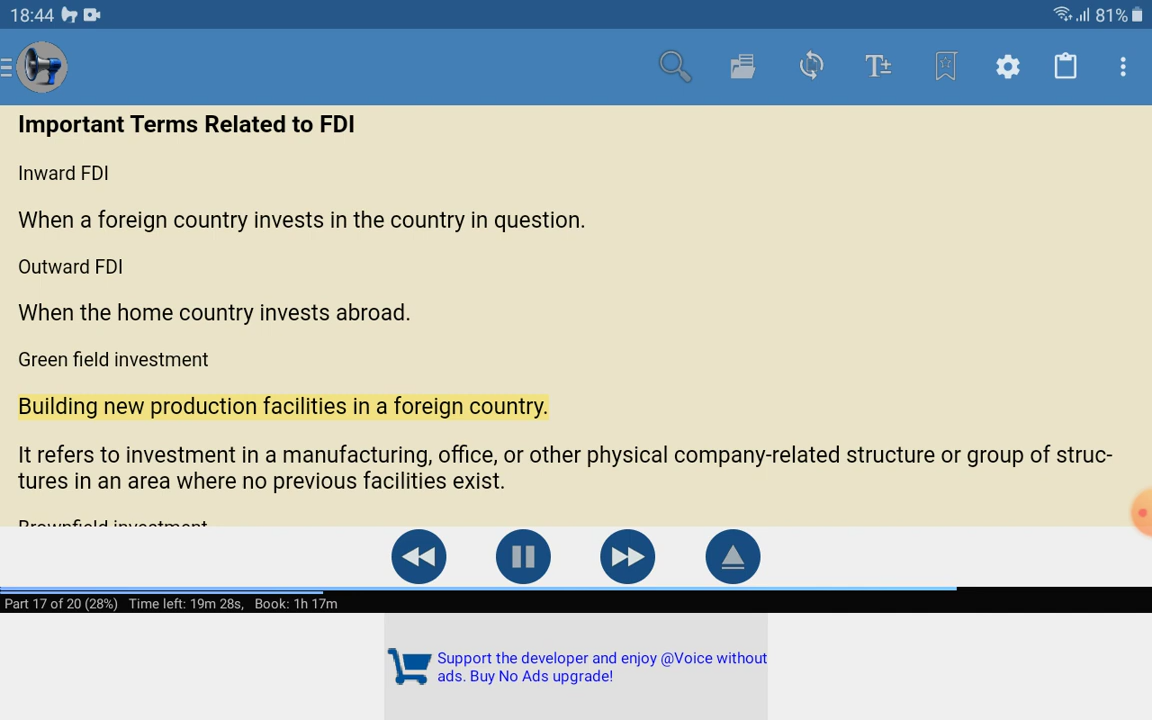 18:44
81%
T±
Important Terms Related to FDI
Inward FDI
When a foreign country invests in the country in question.
Outward FDI
When the home country invests abroad.
Green field investment
Building new production facilities in a foreign country.
It refers to investment in a manufacturing, office, or other physical company-related structure or group of struc-
tures in an area where no previous facilities exist.
Brownfield investment
Part 17 of 20 (28%) Time left: 19m 28s, Book: 1h 17m
Support the developer and enjoy @Voice without
ads. Buy No Ads upgrade!